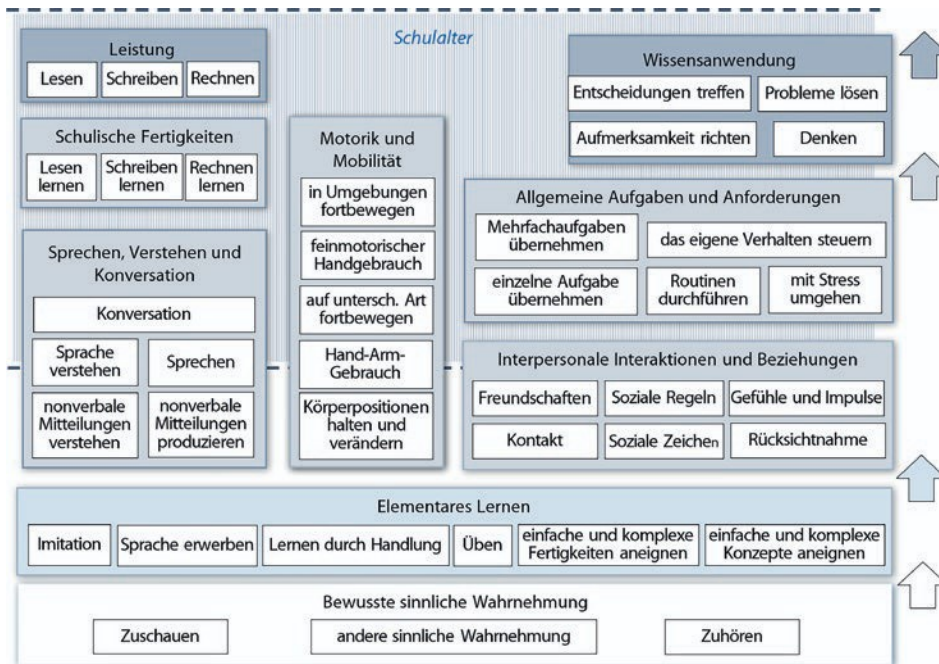 Schulalter
Leistung
Lesen
Schreiben
Rechnen
Schulische Fertigkeiten
Lesen
lernen
Schreiben
lernen
Rechnen
lernen
Sprechen, Verstehen und
Konversation
Konversation
Sprache
verstehen
Sprechen
nonverbale
Mitteilungen
verstehen
nonverbale
Mitteilungen
produzieren
Motorik und
Mobilität
in Umgebungen
fortbewegen
feinmotorischer
Handgebrauch
auf untersch. Art
fortbewegen
Hand-Arm-
Gebrauch
Körperpositionen
halten und
verändern
Wissensanwendung
Entscheidungen treffen
Probleme lösen
Aufmerksamkeit richten
Denken
Allgemeine Aufgaben und Anforderungen
Mehrfachaufgaben
übernehmen
das eigene Verhalten steuern
einzelne Aufgabe
übernehmen
Routinen
durchführen
mit Stress
umgehen
Interpersonale Interaktionen und Beziehungen
Freundschaften
Soziale Regeln
Gefühle und Impulse
Kontakt
Soziale Zeichen
Rücksichtnahme
Elementares Lernen
Imitation
Sprache erwerben
Lernen durch Handlung
Üben
einfache und komplexe
Fertigkeiten aneignen
einfache und komplexe
Konzepte aneignen
Bewusste sinnliche Wahrnehmung
Zuschauen
andere sinnliche Wahrnehmung
Zuhören